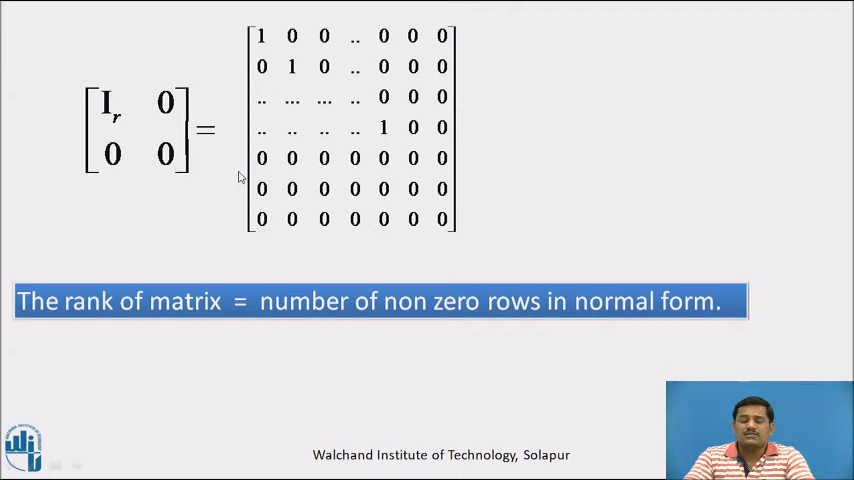 [ I_r 0 ]
[ 0 0 ] =
1 0 0 .. 0 0 0
0 1 0 .. 0 0 0
.. ... ... .. 0 0 0
.. .. .. .. 1 0 0
0 0 0 0 0 0 0
0 0 0 0 0 0 0
0 0 0 0 0 0 0
The rank of matrix = number of non zero rows in normal form.
Walchand Institute of Technology, Solapur